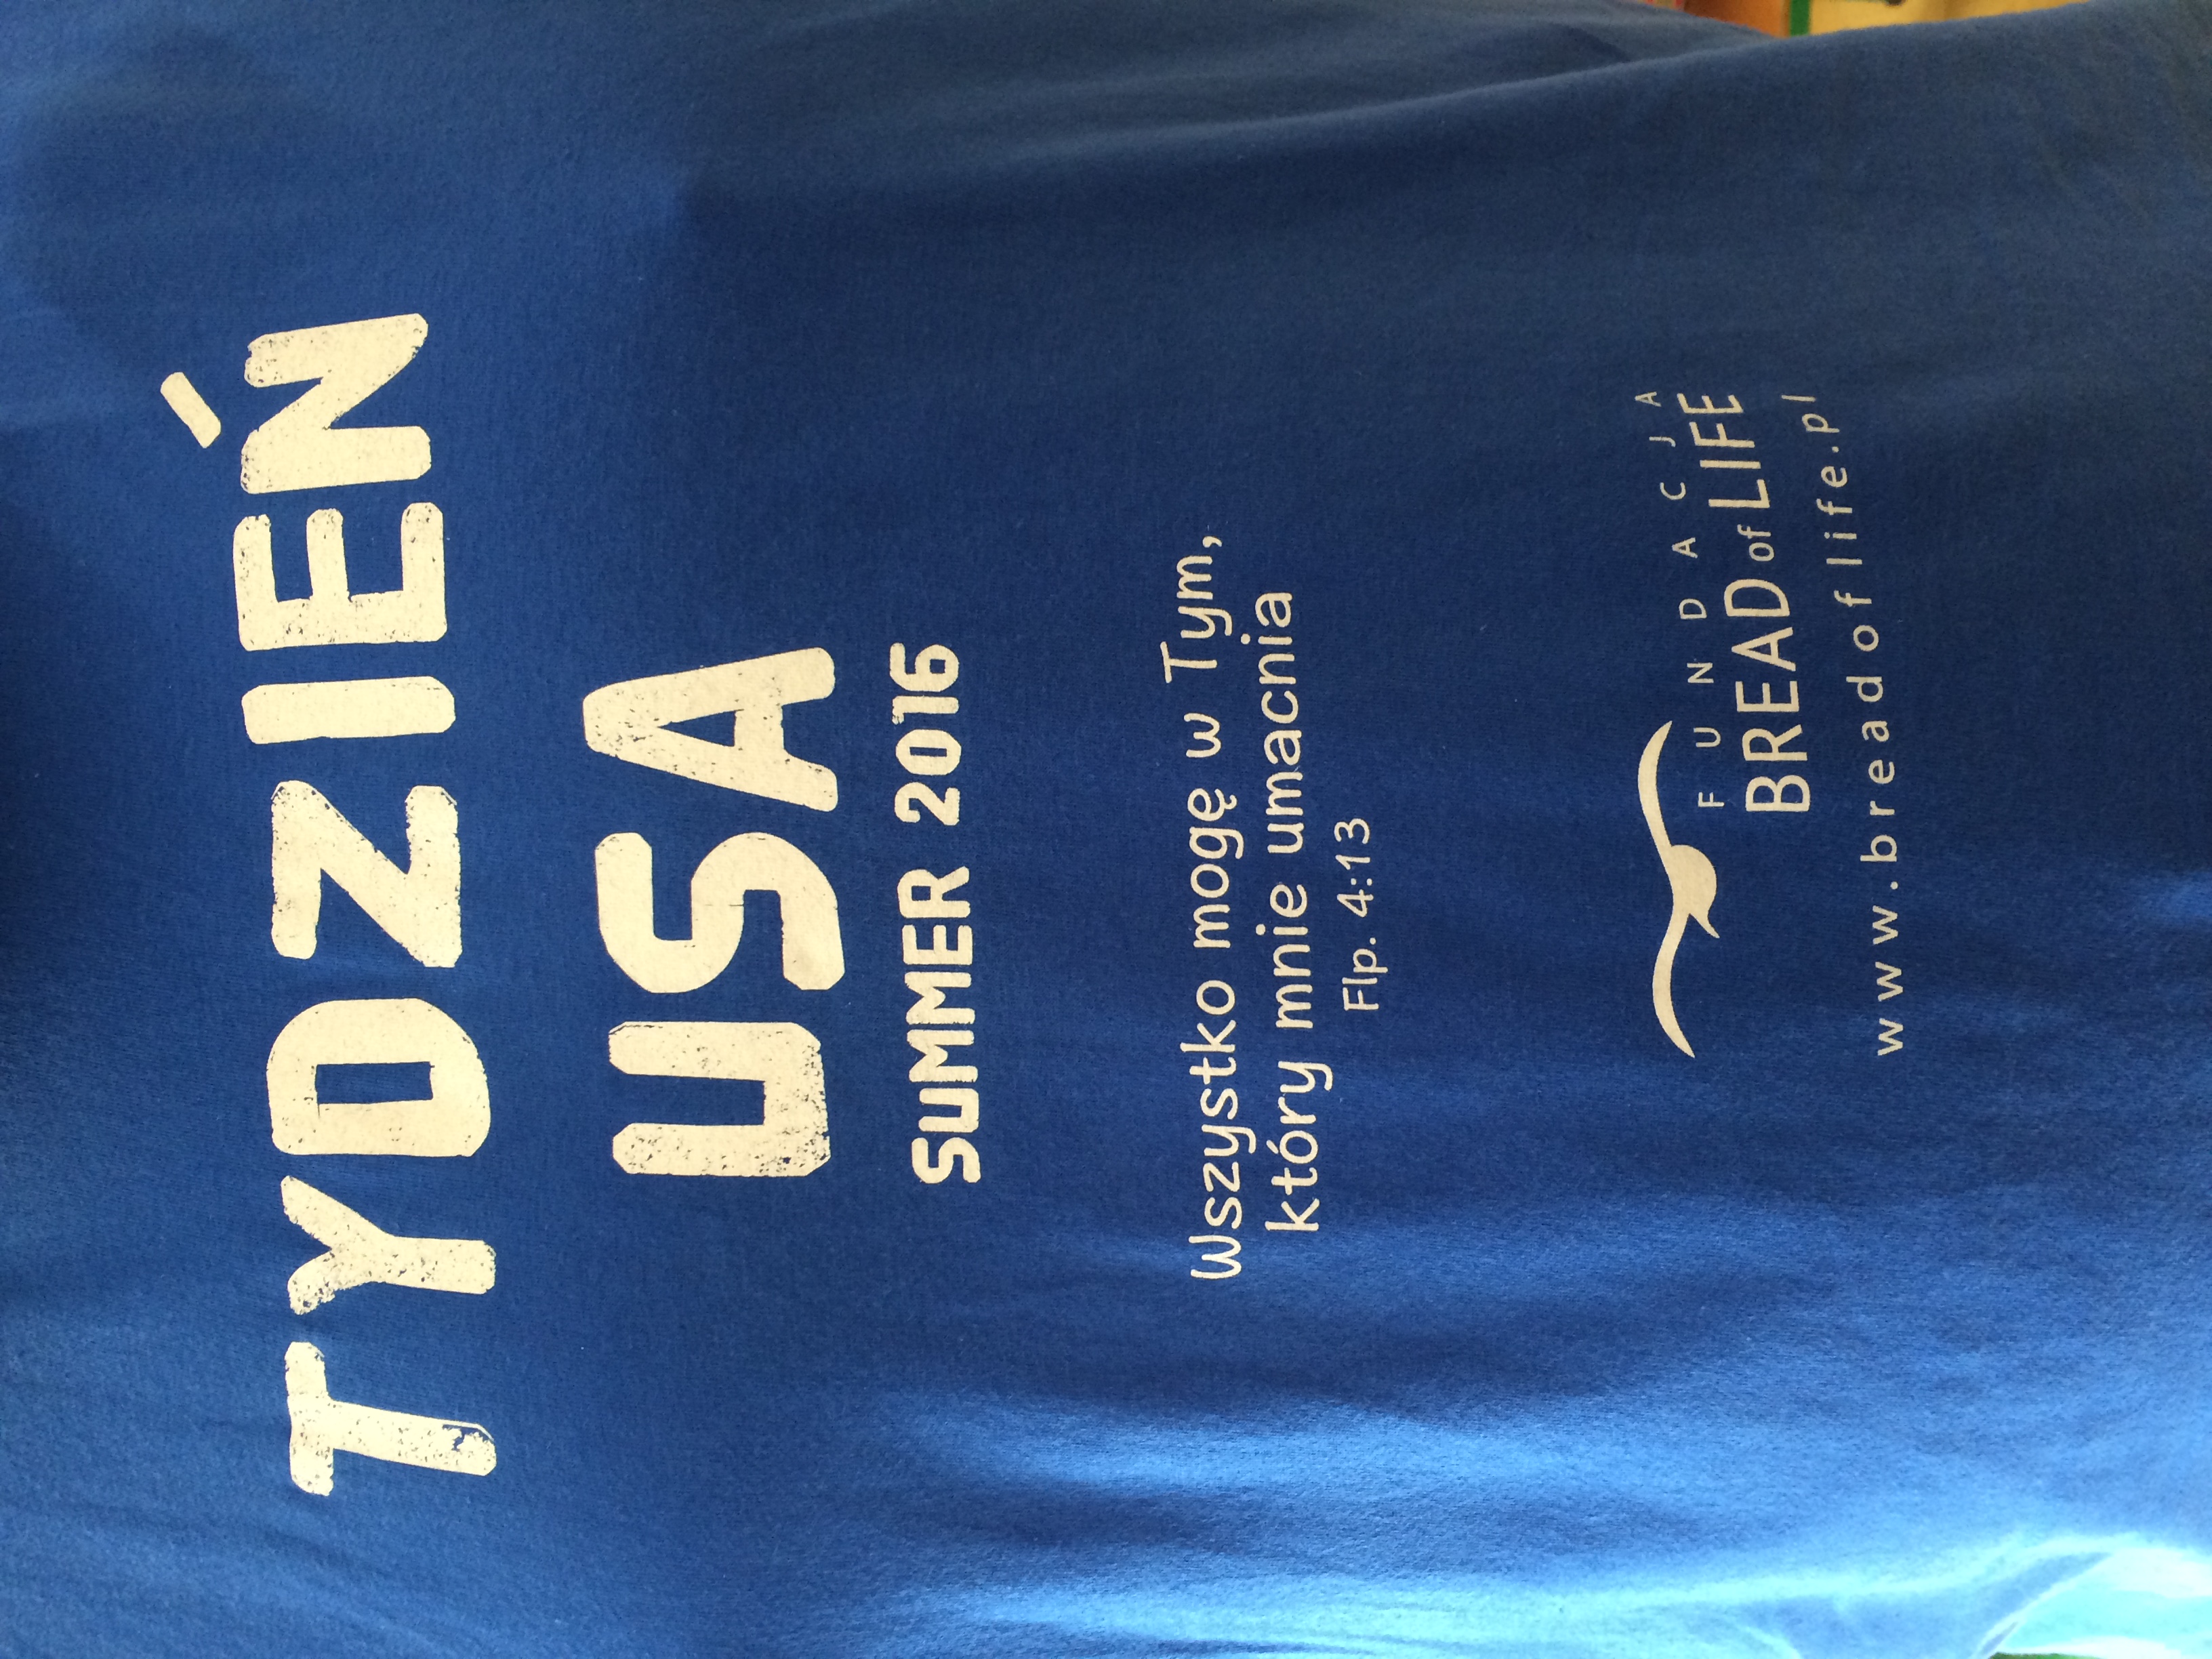 TYDZIEŃ
USA
SUMMER 2016
Wszystko mogę w Tym,
który mnie umacnia
Flp. 4:13
FUNDACJA
BREAD of LIFE
www.breadoflife.pl